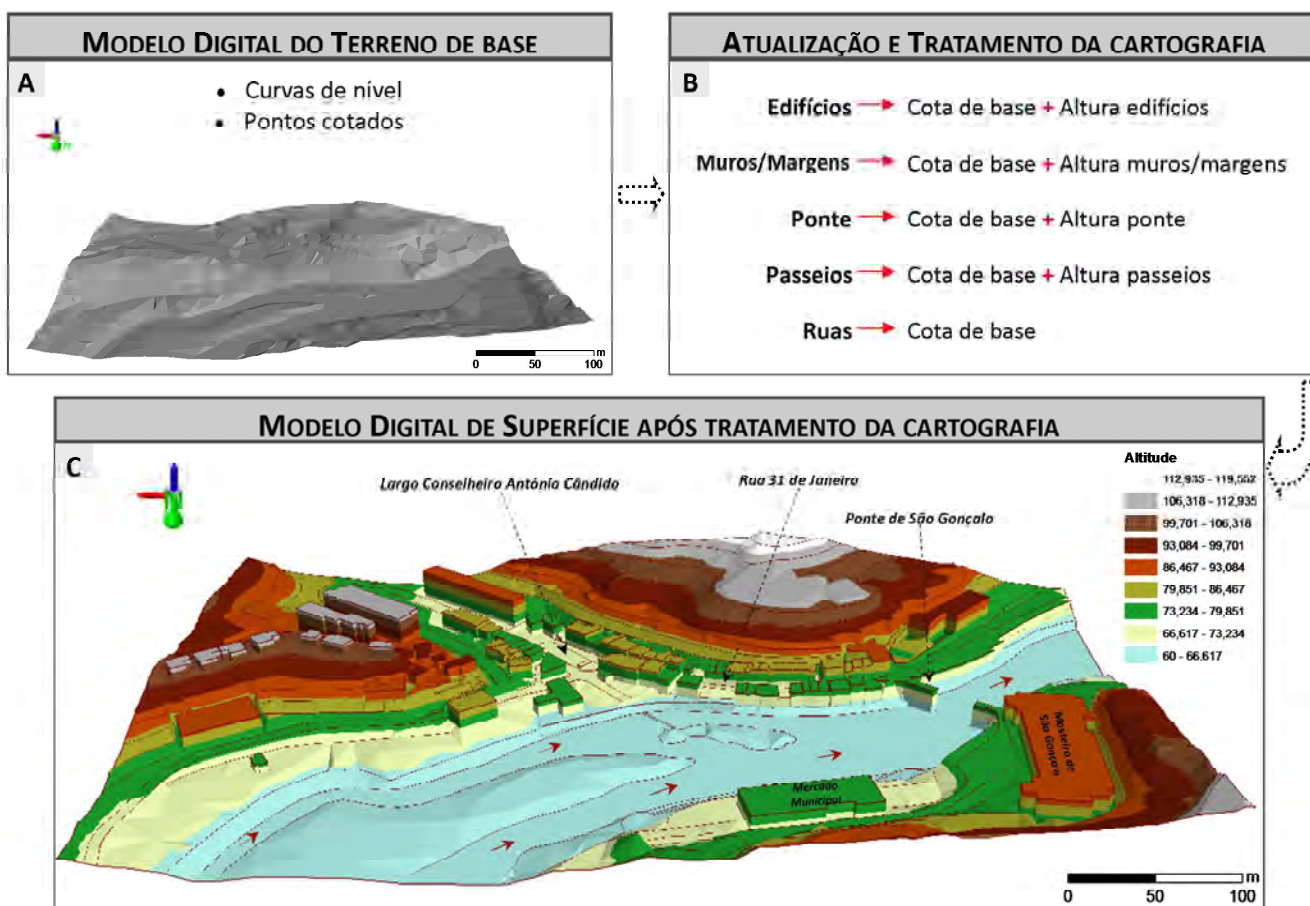 MODELO DIGITAL DO TERRENO DE BASE
A
• Curvas de nível
• Pontos cotados
m
0 50 100
ATUALIZAÇÃO E TRATAMENTO DA CARTOGRAFIA
B
Edifícios → Cota de base + Altura edifícios
Muros/Margens → Cota de base + Altura muros/margens
Ponte → Cota de base + Altura ponte
Passeios → Cota de base + Altura passeios
Ruas → Cota de base
MODELO DIGITAL DE SUPERFÍCIE APÓS TRATAMENTO DA CARTOGRAFIA
C
Largo Conselheiro António Cândido
Rua 31 de Janeiro
Ponte de São Gonçalo
Altitude
112,935 - 119,552
106,318 - 112,935
99,701 - 106,318
93,084 - 99,701
86,467 - 93,084
79,851 - 86,467
73,234 - 79,851
66,617 - 73,234
60 - 66,617
Mosteiro de
São Gonçalo
Mercado
Municipal
m
0 50 100